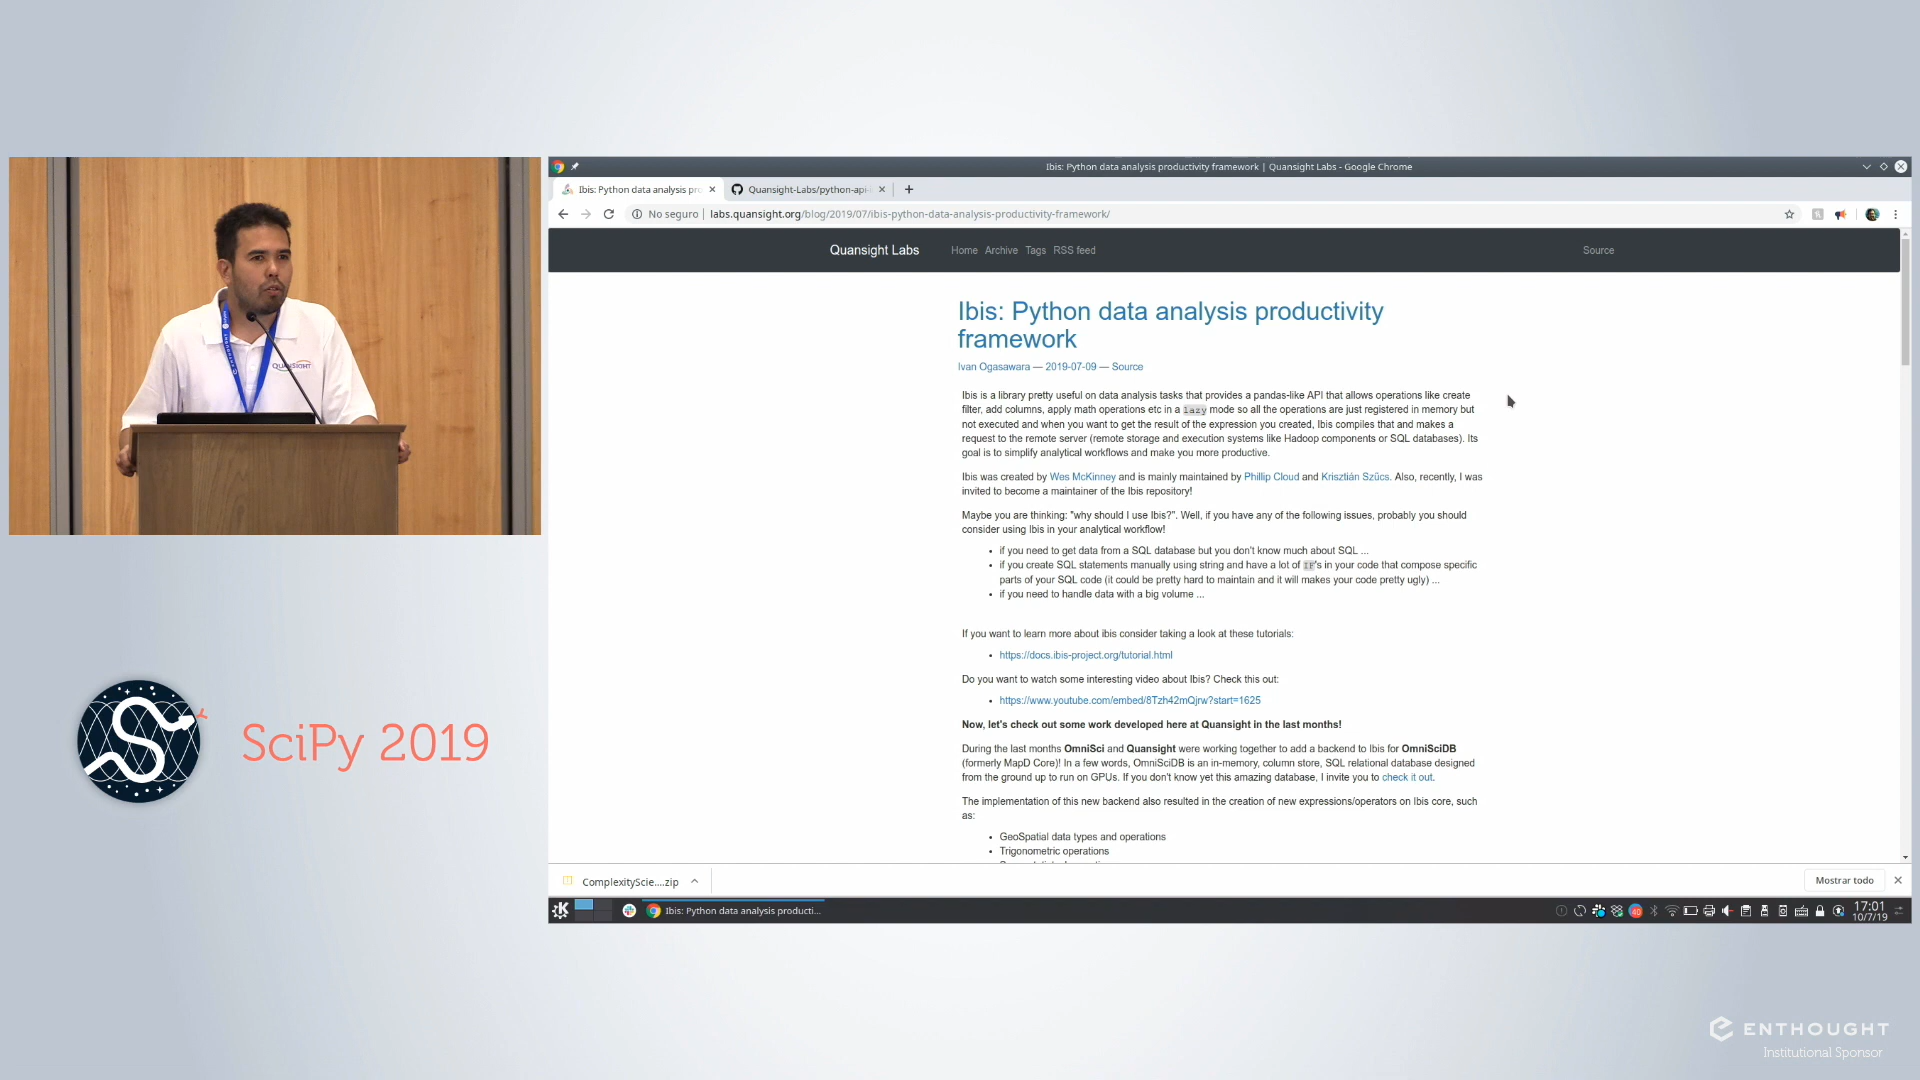 QUANSIGHT
SciPy 2019
Ibis: Python data analysis productivity framework | Quansight Labs - Google Chrome
Ibis: Python data analysis pro
Quansight-Labs/python-api-
No seguro
labs.quansight.org/blog/2019/07/ibis-python-data-analysis-productivity-framework/
Quansight Labs Home Archive Tags RSS feed Source
Ibis: Python data analysis productivity
framework
Ivan Ogasawara — 2019-07-09 — Source
Ibis is a library pretty useful on data analysis tasks that provides a pandas-like API that allows operations like create
filter, add columns, apply math operations etc in a lazy mode so all the operations are just registered in memory but
not executed and when you want to get the result of the expression you created, Ibis compiles that and makes a
request to the remote server (remote storage and execution systems like Hadoop components or SQL databases). Its
goal is to simplify analytical workflows and make you more productive.
Ibis was created by Wes McKinney and is mainly maintained by Phillip Cloud and Krisztián Szűcs. Also, recently, I was
invited to become a maintainer of the Ibis repository!
Maybe you are thinking: "why should I use Ibis?". Well, if you have any of the following issues, probably you should
consider using Ibis in your analytical workflow!
• if you need to get data from a SQL database but you don't know much about SQL ...
• if you create SQL statements manually using string and have a lot of IF's in your code that compose specific
parts of your SQL code (it could be pretty hard to maintain and it will makes your code pretty ugly) ...
• if you need to handle data with a big volume ...
If you want to learn more about ibis consider taking a look at these tutorials:
• https://docs.ibis-project.org/tutorial.html
Do you want to watch some interesting video about Ibis? Check this out:
• https://www.youtube.com/embed/8Tzh42mQjrw?start=1625
Now, let's check out some work developed here at Quansight in the last months!
During the last months OmniSci and Quansight were working together to add a backend to Ibis for OmniSciDB
(formerly MapD Core)! In a few words, OmniSciDB is an in-memory, column store, SQL relational database designed
from the ground up to run on GPUs. If you don't know yet this amazing database, I invite you to check it out.
The implementation of this new backend also resulted in the creation of new expressions/operators on Ibis core, such
as:
• GeoSpatial data types and operations
• Trigonometric operations
ComplexityScie....zip
Mostrar todo
Ibis: Python data analysis producti...
40
17:01
10/7/19
ENTHOUGHT
Institutional Sponsor